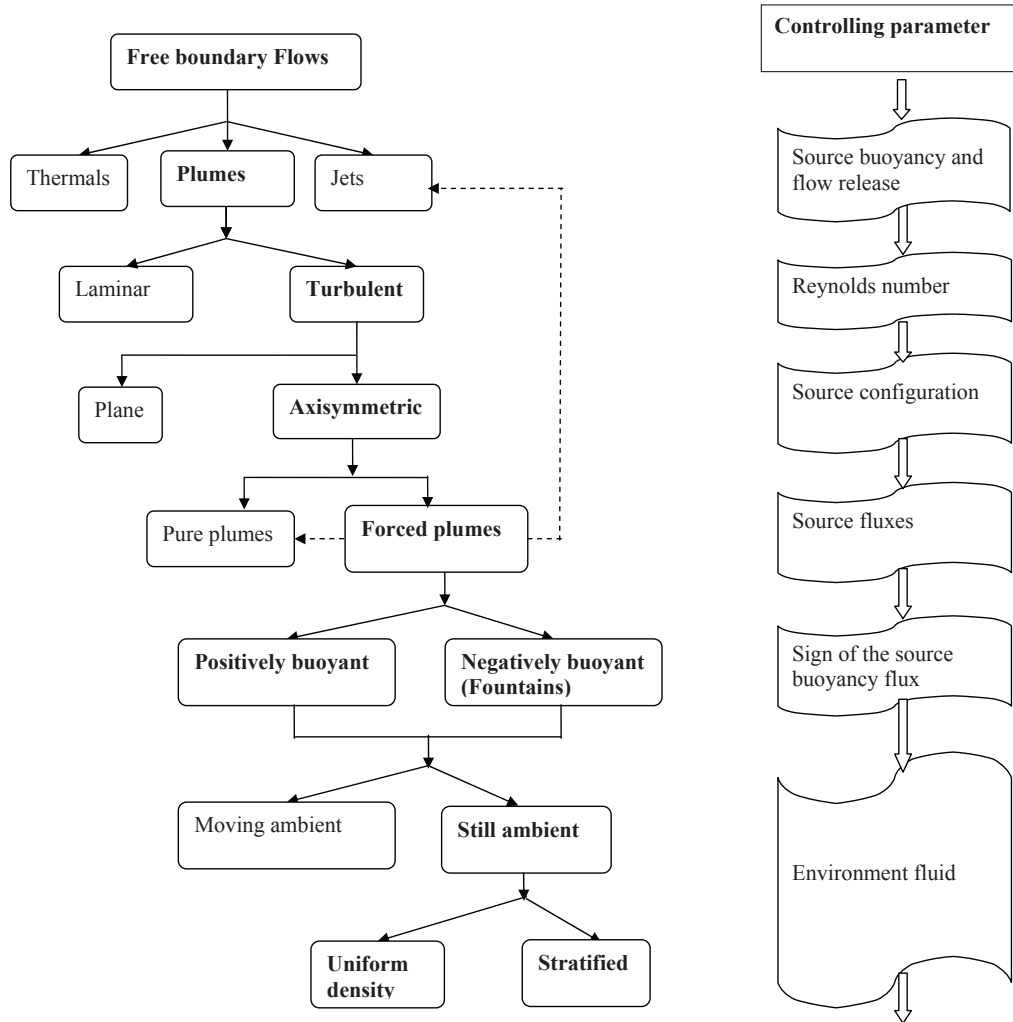 Free boundary Flows
Thermals
Plumes
Jets
Laminar
Turbulent
Plane
Axisymmetric
Pure plumes
Forced plumes
Positively buoyant
Negatively buoyant
(Fountains)
Moving ambient
Still ambient
Uniform
density
Stratified
Controlling parameter
Source buoyancy and
flow release
Reynolds number
Source configuration
Source fluxes
Sign of the source
buoyancy flux
Environment fluid